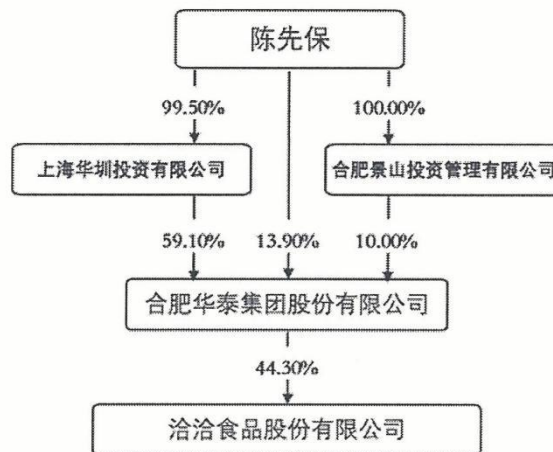 陈先保
99.50%
100.00%
上海华圳投资有限公司
合肥景山投资管理有限公司
59.10%
13.90%
10.00%
合肥华泰集团股份有限公司
44.30%
洽洽食品股份有限公司